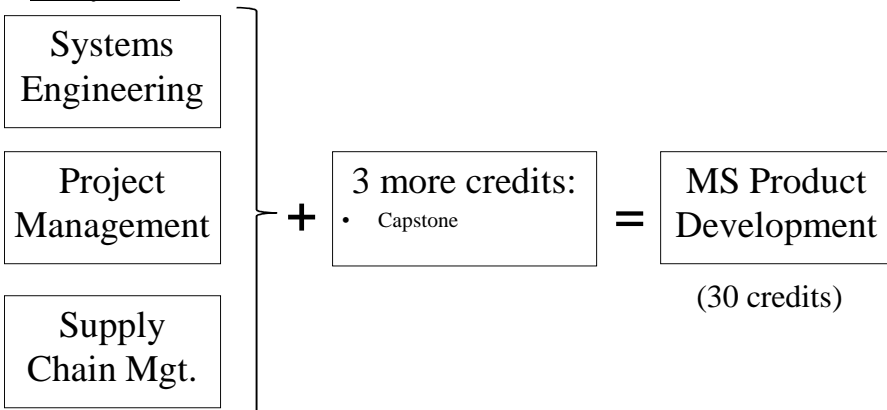 Systems
Engineering
Project
Management
Supply
Chain Mgt.
+
3 more credits:
• Capstone
=
MS Product
Development
(30 credits)